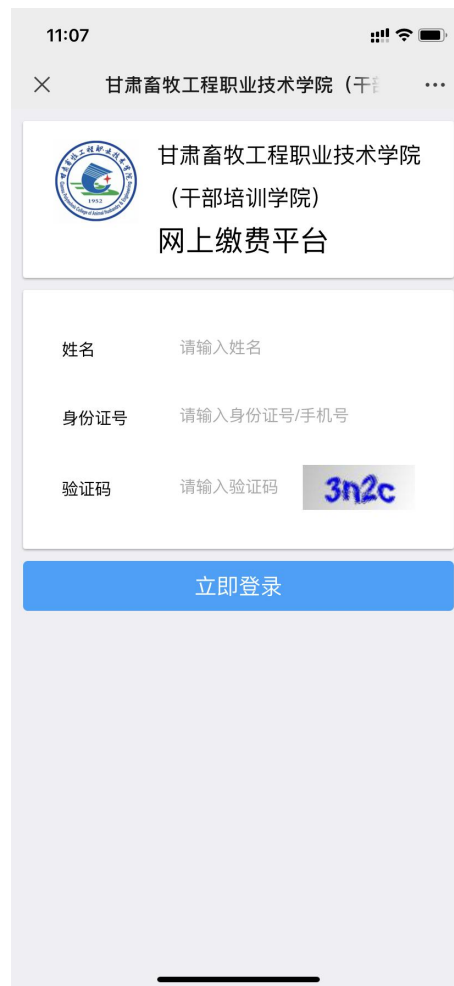 11:07
甘肃畜牧工程职业技术学院（干
甘肃畜牧工程职业技术学院
（干部培训学院）
网上缴费平台
1952
姓名 请输入姓名
身份证号 请输入身份证号/手机号
验证码 请输入验证码 3n2c
立即登录